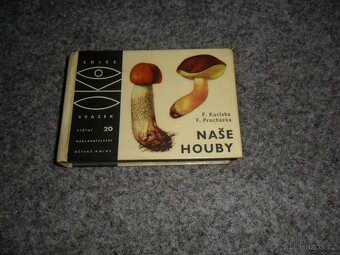 EDICE
OKO
SVAZEK
STÁTNÍ 20
NAKLADATELSTVÍ
DĚTSKÉ KNIHY
F. Kotlaba
F. Procházka
NAŠE
HOUBY